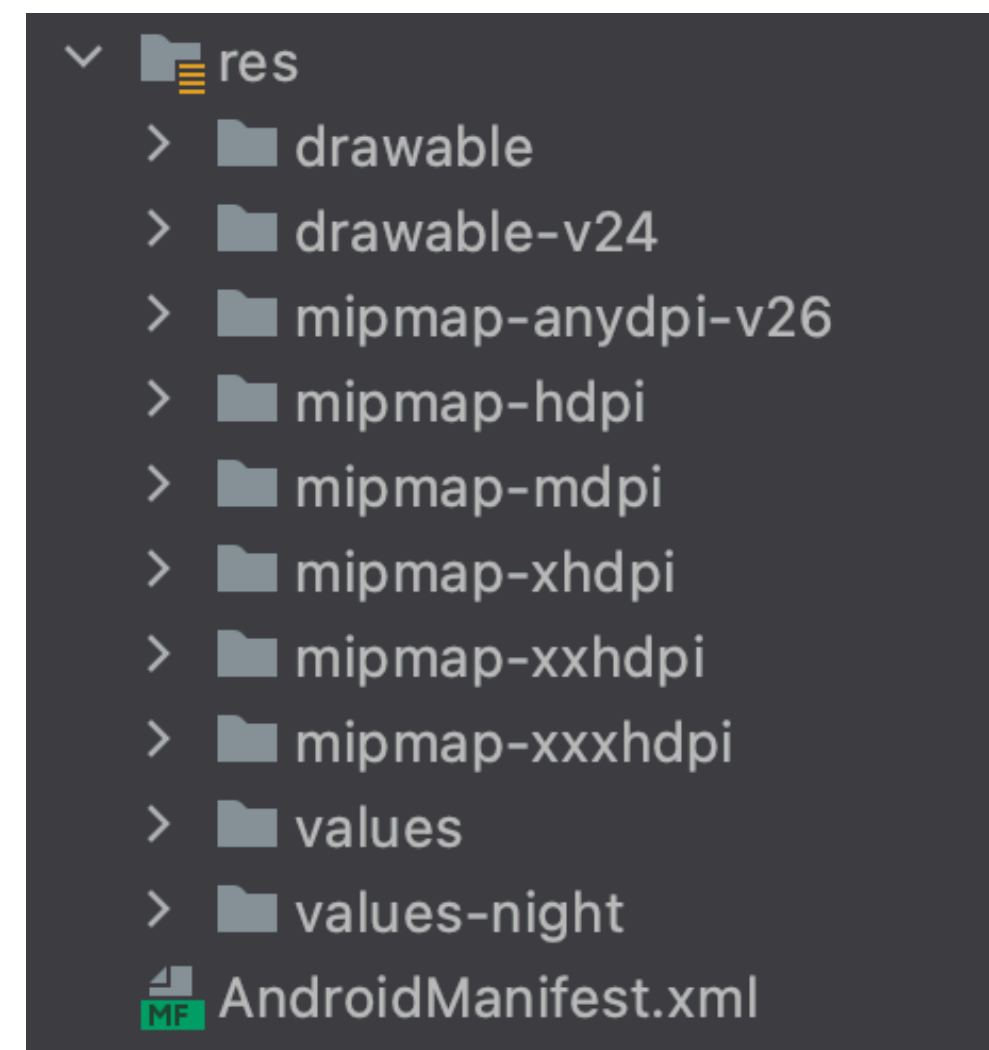 res
drawable
drawable-v24
mipmap-anydpi-v26
mipmap-hdpi
mipmap-mdpi
mipmap-xhdpi
mipmap-xxhdpi
mipmap-xxxhdpi
values
values-night
MF AndroidManifest.xml